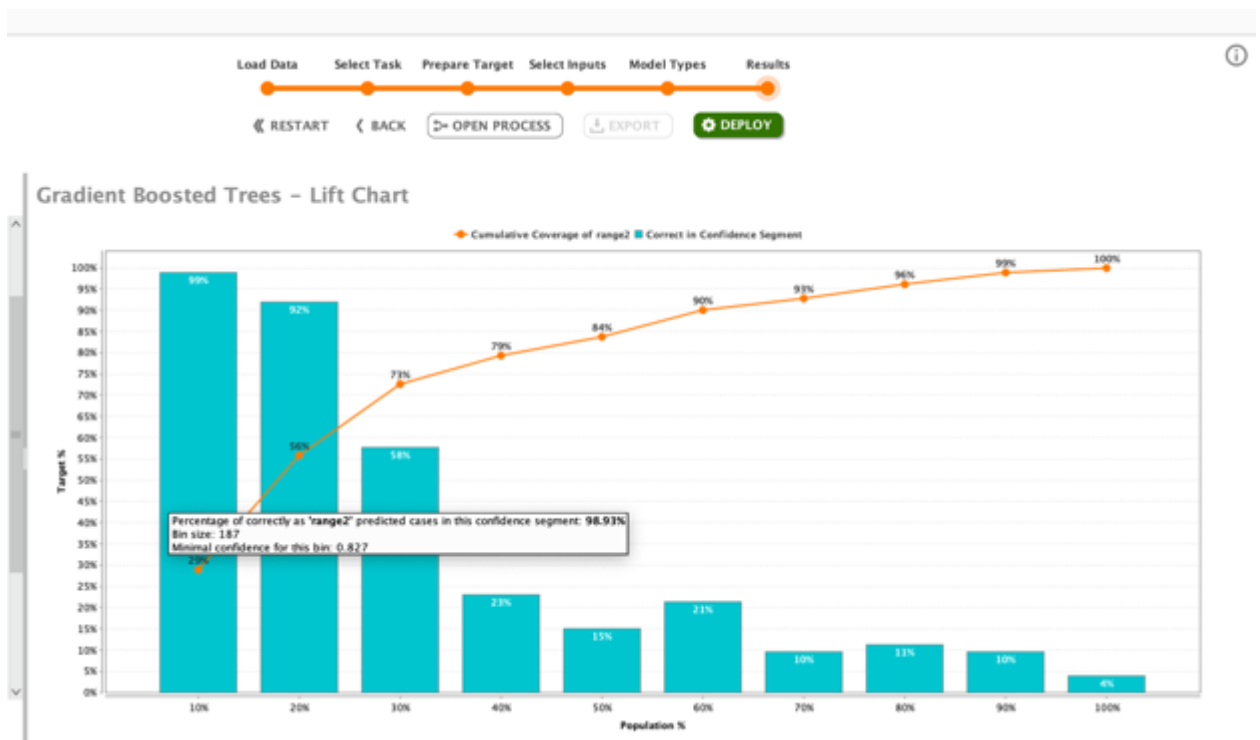 Load Data Select Task Prepare Target Select Inputs Model Types Results
RESTART BACK OPEN PROCESS EXPORT DEPLOY
Gradient Boosted Trees - Lift Chart
Cumulative Coverage of range2 Correct in Confidence Segment
Target %
100%
95%
90%
85%
80%
75%
70%
65%
60%
55%
50%
45%
40%
35%
30%
25%
20%
15%
10%
5%
0%
99% 92% 58% 23% 15% 21% 10% 11% 10% 4%
29% 56% 73% 79% 84% 90% 93% 96% 99% 100%
Percentage of correctly as 'range2' predicted cases in this confidence segment: 98.93%
Bin size: 187
Minimal confidence for this bin: 0.827
10% 20% 30% 40% 50% 60% 70% 80% 90% 100%
Population %